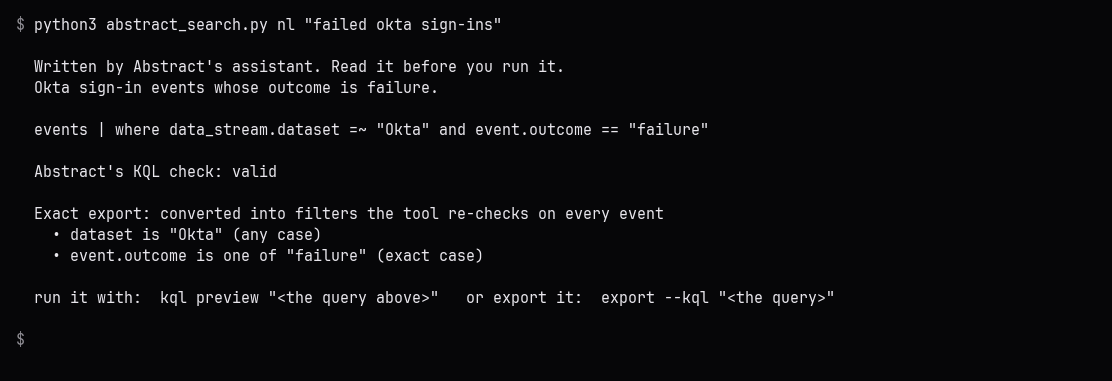 $ python3 abstract_search.py nl "failed okta sign-ins"
Written by Abstract's assistant. Read it before you run it.
Okta sign-in events whose outcome is failure.
events | where data_stream.dataset =~ "Okta" and event.outcome == "failure"
Abstract's KQL check: valid
Exact export: converted into filters the tool re-checks on every event
• dataset is "Okta" (any case)
• event.outcome is one of "failure" (exact case)
run it with:  kql preview "<the query above>"   or export it:  export --kql "<the query>"
$